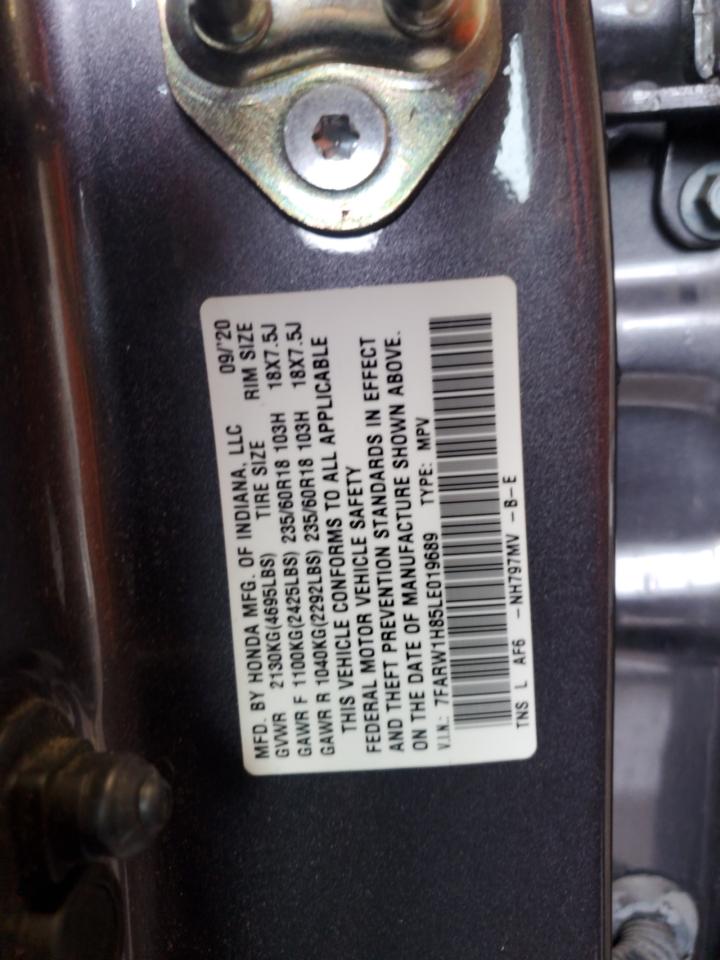 MFD. BY HONDA MFG. OF INDIANA, LLC 09/'20
GVWR 2130KG(4695LBS) TIRE SIZE RIM SIZE
GAWR F 1100KG(2425LBS) 235/60R18 103H 18X7.5J
GAWR R 1040KG(2292LBS) 235/60R18 103H 18X7.5J
THIS VEHICLE CONFORMS TO ALL APPLICABLE
FEDERAL MOTOR VEHICLE SAFETY
AND THEFT PREVENTION STANDARDS IN EFFECT
ON THE DATE OF MANUFACTURE SHOWN ABOVE.
V.I.N.: 7FARW1H85LE019689 TYPE: MPV
TNS L AF6 -NH797MV -B-E